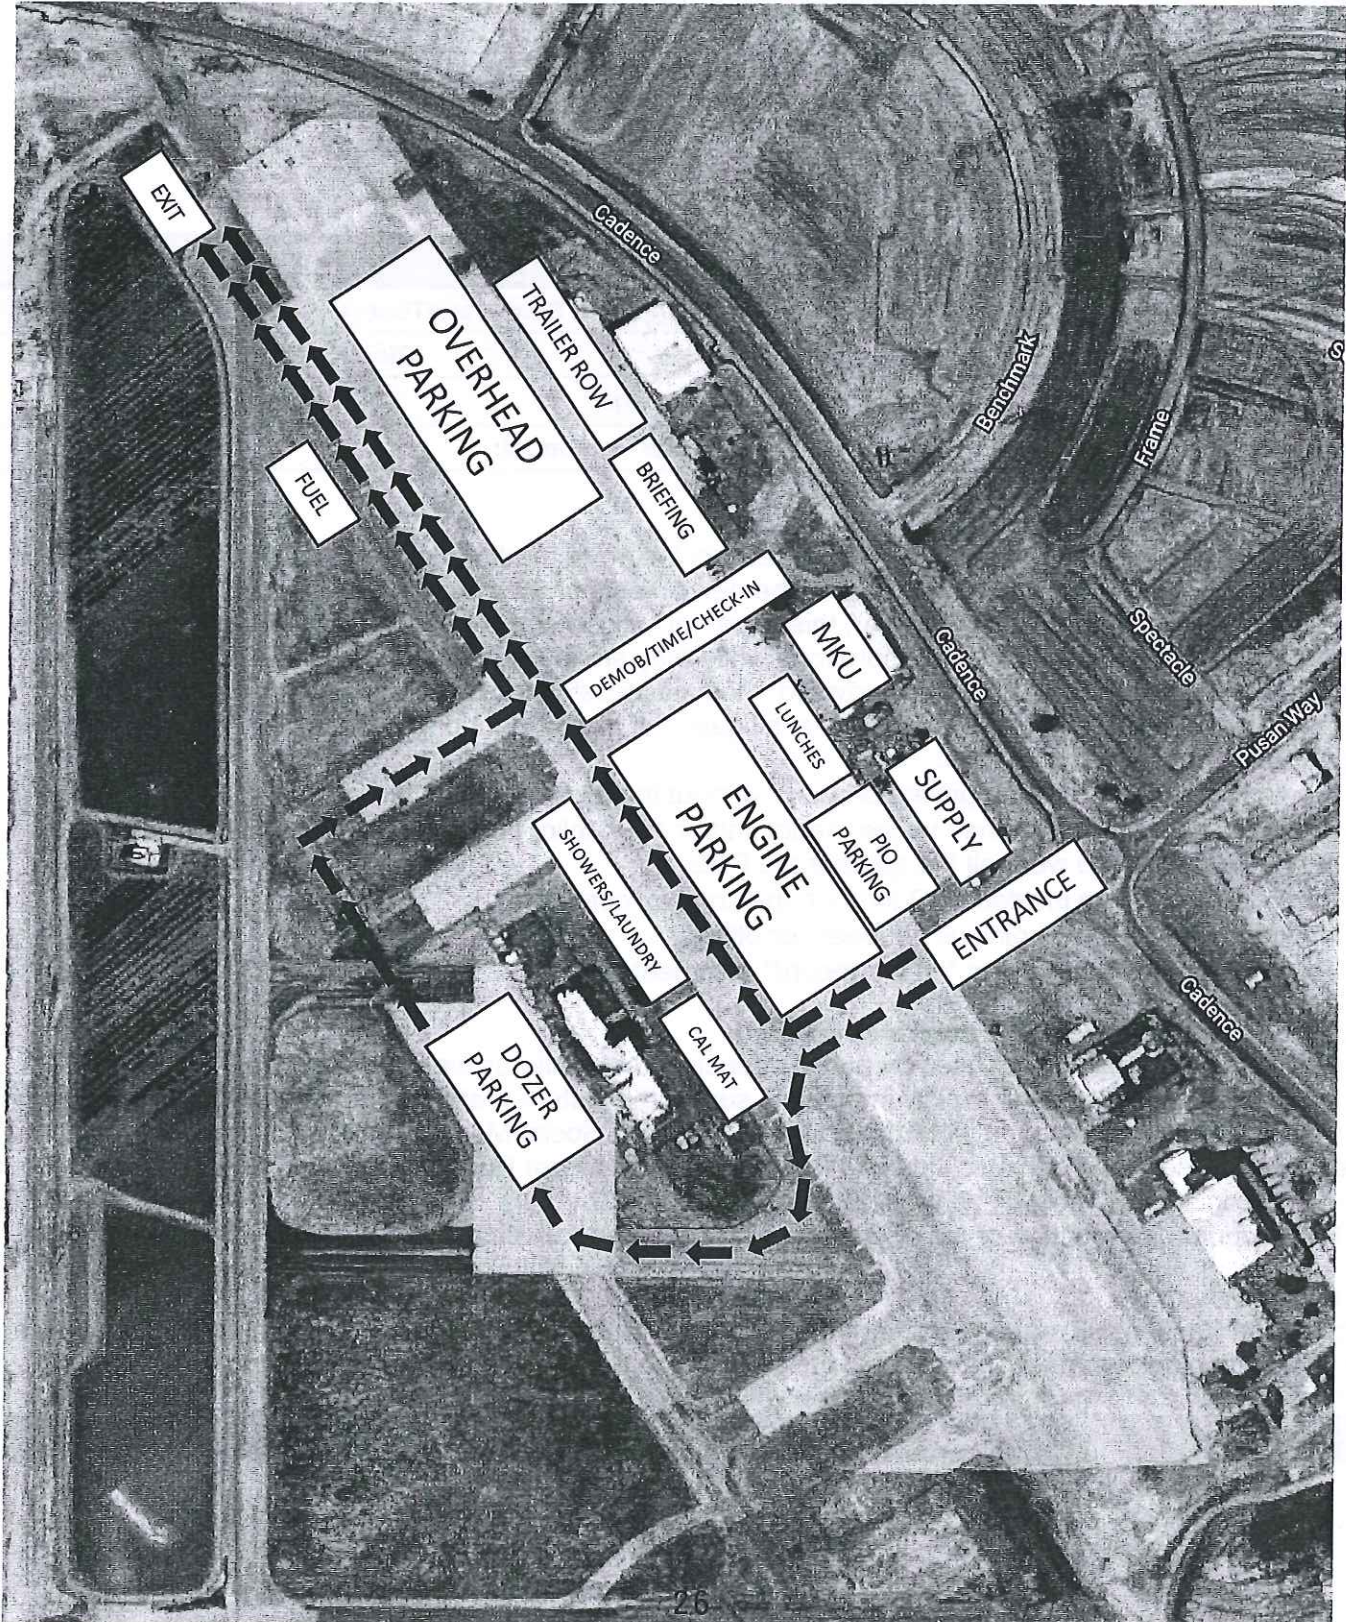 EXIT
Cadence
TRAILER ROW
OVERHEAD
PARKING
Benchmark
Frame
FUEL
BRIEFING
DEMOB/TIME/CHECK-IN
MKU
Cadence
Spectacle
Pusan Way
LUNCHES
SUPPLY
ENGINE
PARKING
PIO
PARKING
SHOWERS/LAUNDRY
ENTRANCE
CAL MAT
Cadence
DOZER
PARKING
26